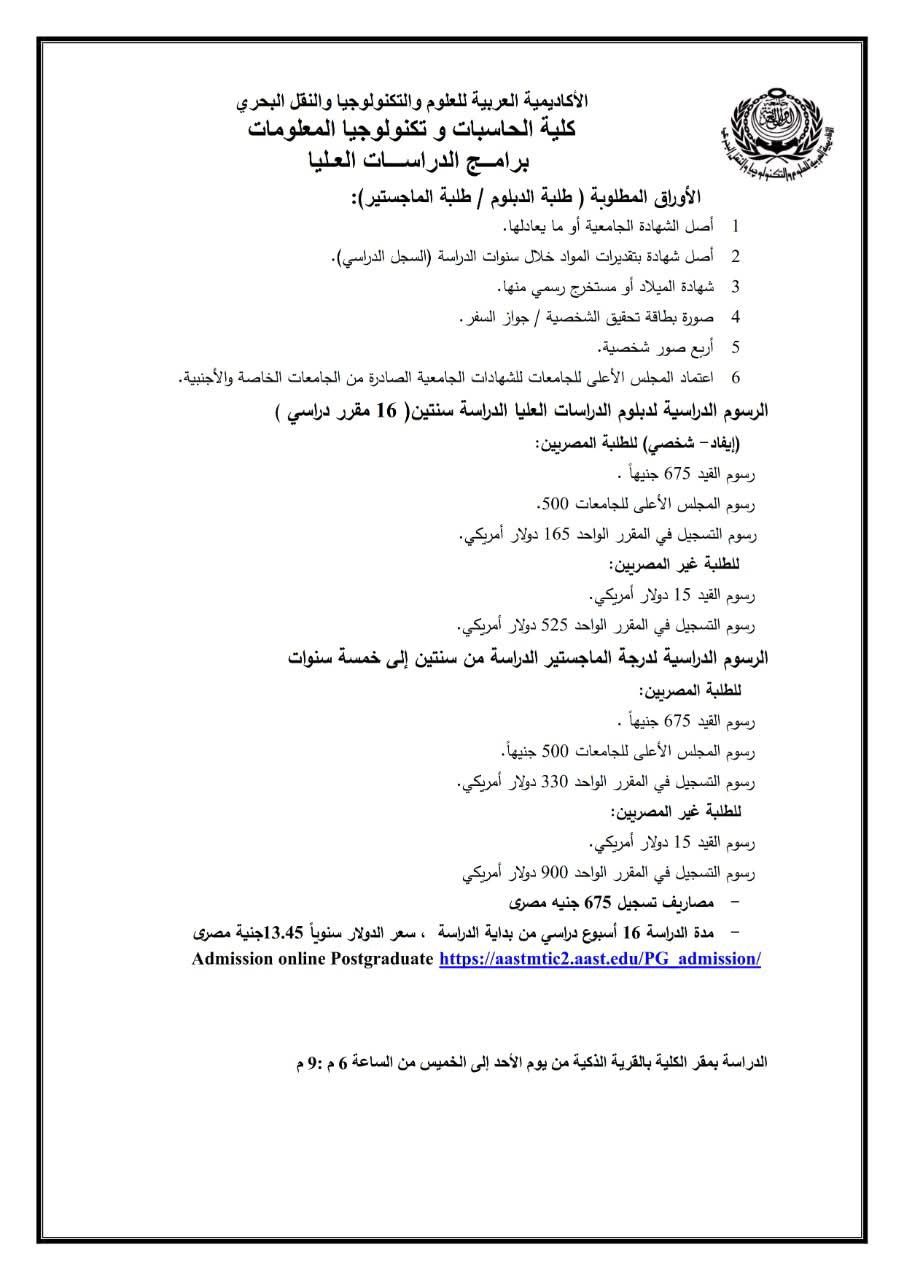 الأكاديمية العربية للعلوم والتكنولوجيا والنقل البحري
كلية الحاسبات و تكنولوجيا المعلومات
برامــج الدراســـات العـليا
الأوراق المطلوبة ( طلبة الدبلوم / طلبة الماجستير):
1 أصل الشهادة الجامعية أو ما يعادلها.
2 أصل شهادة بتقديرات المواد خلال سنوات الدراسة (السجل الدراسي).
3 شهادة الميلاد أو مستخرج رسمي منها.
4 صورة بطاقة تحقيق الشخصية / جواز السفر.
5 أربع صور شخصية.
6 اعتماد المجلس الأعلى للجامعات للشهادات الجامعية الصادرة من الجامعات الخاصة والأجنبية.
الرسوم الدراسية لدبلوم الدراسات العليا الدراسة سنتين( 16 مقرر دراسي )
(إيفاد- شخصي) للطلبة المصريين:
رسوم القيد 675 جنيهاً .
رسوم المجلس الأعلى للجامعات 500.
رسوم التسجيل في المقرر الواحد 165 دولار أمريكي.
للطلبة غير المصريين:
رسوم القيد 15 دولار أمريكي.
رسوم التسجيل في المقرر الواحد 525 دولار أمريكي.
الرسوم الدراسية لدرجة الماجستير الدراسة من سنتين إلى خمسة سنوات
للطلبة المصريين:
رسوم القيد 675 جنيهاً .
رسوم المجلس الأعلى للجامعات 500 جنيهاً.
رسوم التسجيل في المقرر الواحد 330 دولار أمريكي.
للطلبة غير المصريين:
رسوم القيد 15 دولار أمريكي.
رسوم التسجيل في المقرر الواحد 900 دولار أمريكي
- مصاريف تسجيل 675 جنيه مصرى
- مدة الدراسة 16 أسبوع دراسي من بداية الدراسة ، سعر الدولار سنوياً 13.45جنية مصرى
Admission online Postgraduate https://aastmtic2.aast.edu/PG_admission/
الدراسة بمقر الكلية بالقرية الذكية من يوم الأحد إلى الخميس من الساعة 6 م :9 م